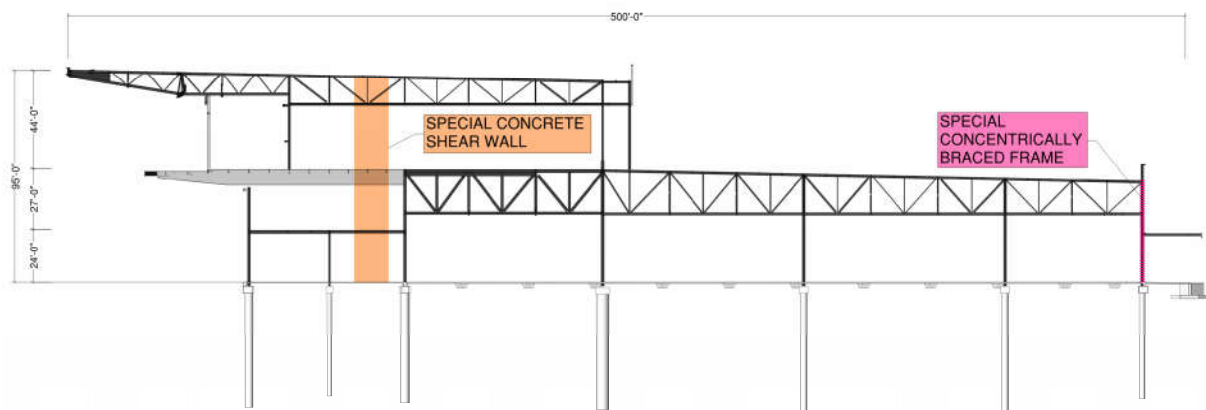 500'-0"
95'-0"
44'-0"
27'-0"
24'-0"
SPECIAL CONCRETE
SHEAR WALL
SPECIAL
CONCENTRICALLY
BRACED FRAME